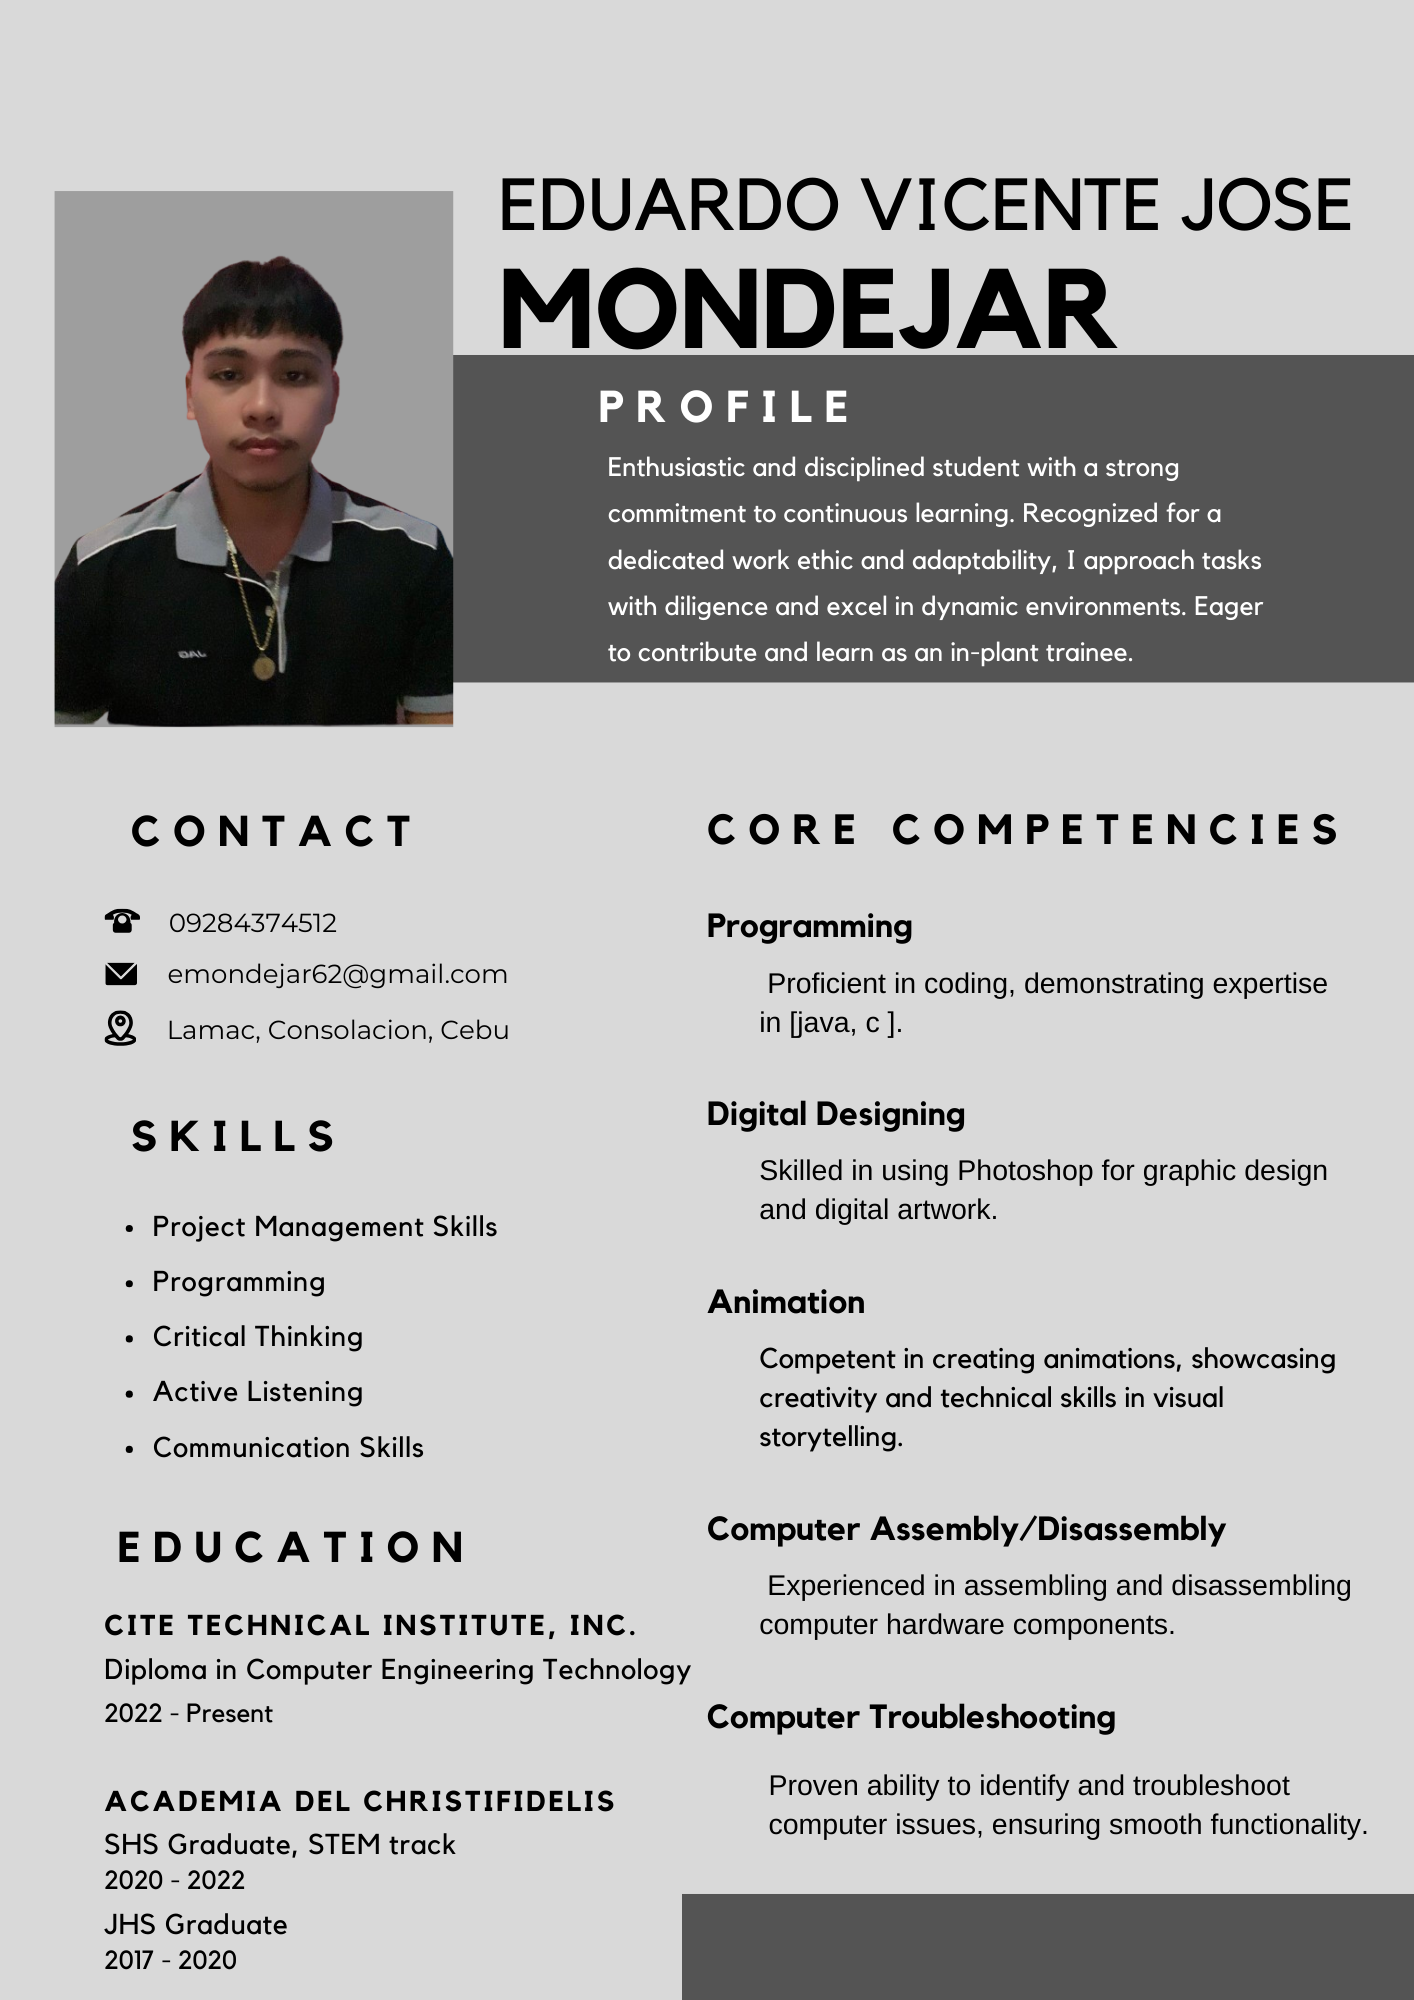 EDUARDO VICENTE JOSE
MONDEJAR
PROFILE
Enthusiastic and disciplined student with a strong
commitment to continuous learning. Recognized for a
dedicated work ethic and adaptability, I approach tasks
with diligence and excel in dynamic environments. Eager
to contribute and learn as an in-plant trainee.
CONTACT
09284374512
emondejar62@gmail.com
Lamac, Consolacion, Cebu
SKILLS
• Project Management Skills
• Programming
• Critical Thinking
• Active Listening
• Communication Skills
EDUCATION
CITE TECHNICAL INSTITUTE, INC.
Diploma in Computer Engineering Technology
2022 - Present
ACADEMIA DEL CHRISTIFIDELIS
SHS Graduate, STEM track
2020 - 2022
JHS Graduate
2017 - 2020
CORE COMPETENCIES
Programming
Proficient in coding, demonstrating expertise
in [java, c ].
Digital Designing
Skilled in using Photoshop for graphic design
and digital artwork.
Animation
Competent in creating animations, showcasing
creativity and technical skills in visual
storytelling.
Computer Assembly/Disassembly
Experienced in assembling and disassembling
computer hardware components.
Computer Troubleshooting
Proven ability to identify and troubleshoot
computer issues, ensuring smooth functionality.